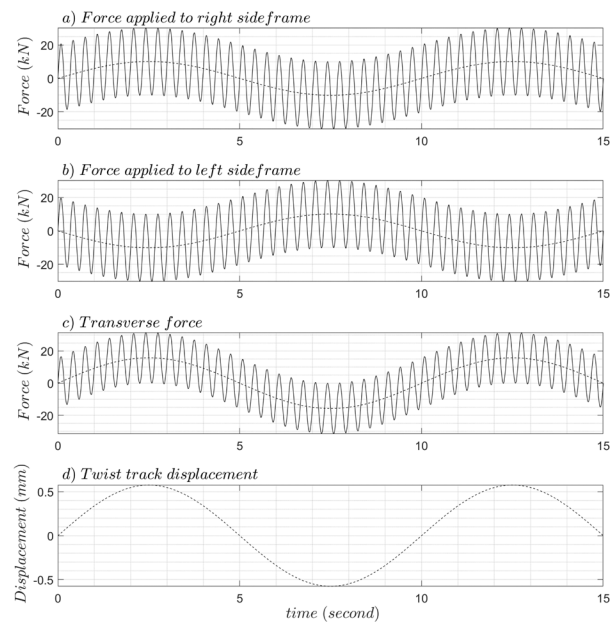 a) Force applied to right sideframe
Force (kN)
20
0
-20
0 5 10 15
b) Force applied to left sideframe
Force (kN)
20
0
-20
0 5 10 15
c) Transverse force
Force (kN)
20
0
-20
0 5 10 15
d) Twist track displacement
Displacement (mm)
0.5
0
-0.5
0 5 10 15
time (second)